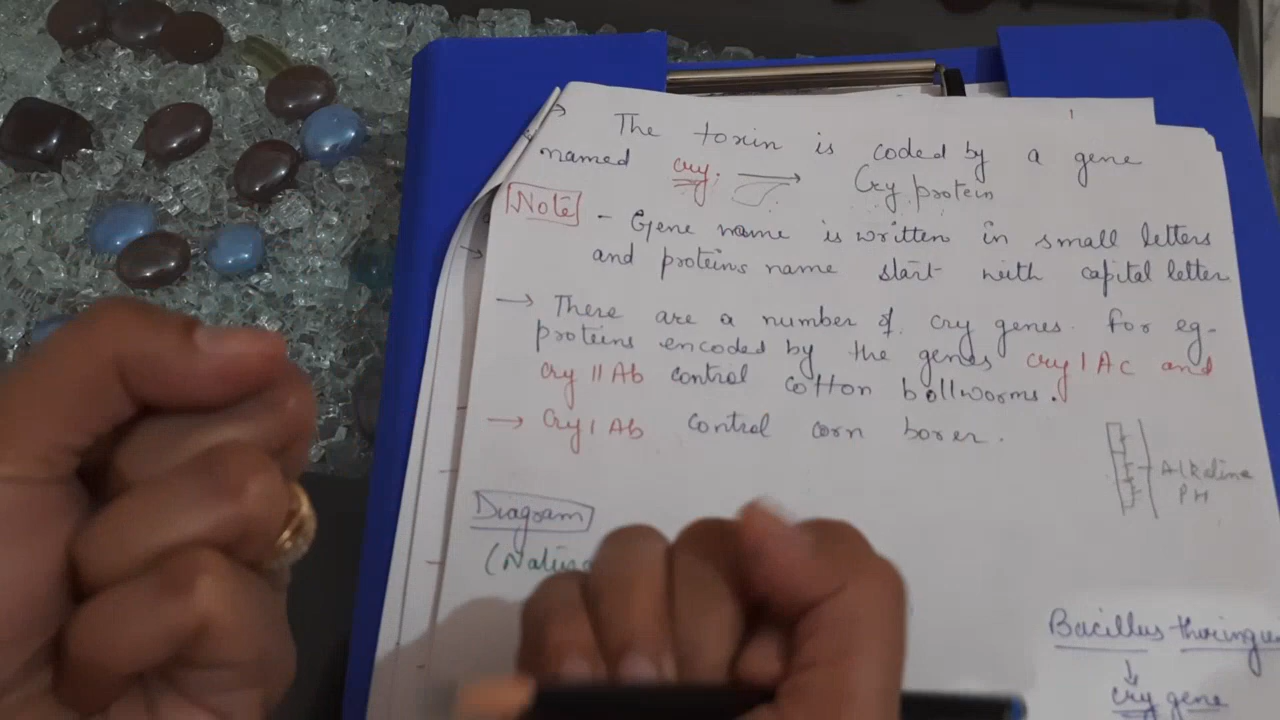 → The toxin is coded by a gene
named cry. → Cry protein
Note - Gene name is written in small letters
and proteins name start with capital letter
→ There are a number of cry genes. For eg-
proteins encoded by the genes cry I Ac and
cry II Ab control cotton bollworms.
→ Cry I Ab control corn borer.
Alkaline
PH
Diagram
Bacillus thuringie
↓
cry gene